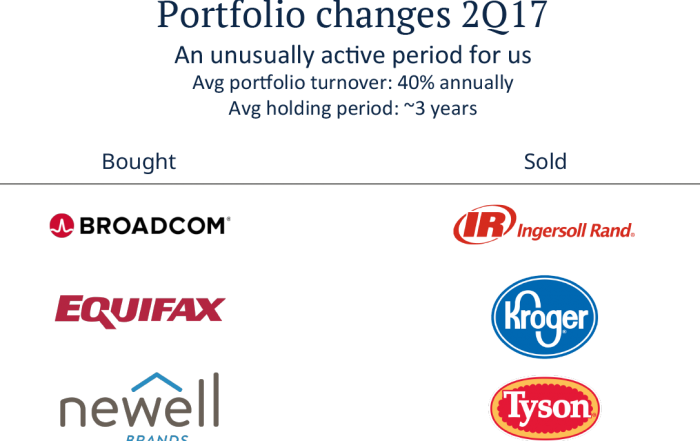 Portfolio changes 2Q17
An unusually active period for us
Avg portfolio turnover: 40% annually
Avg holding period: ~3 years
Bought Sold
BROADCOM® IR Ingersoll Rand®
EQUIFAX Kroger
newell Tyson
BRANDS